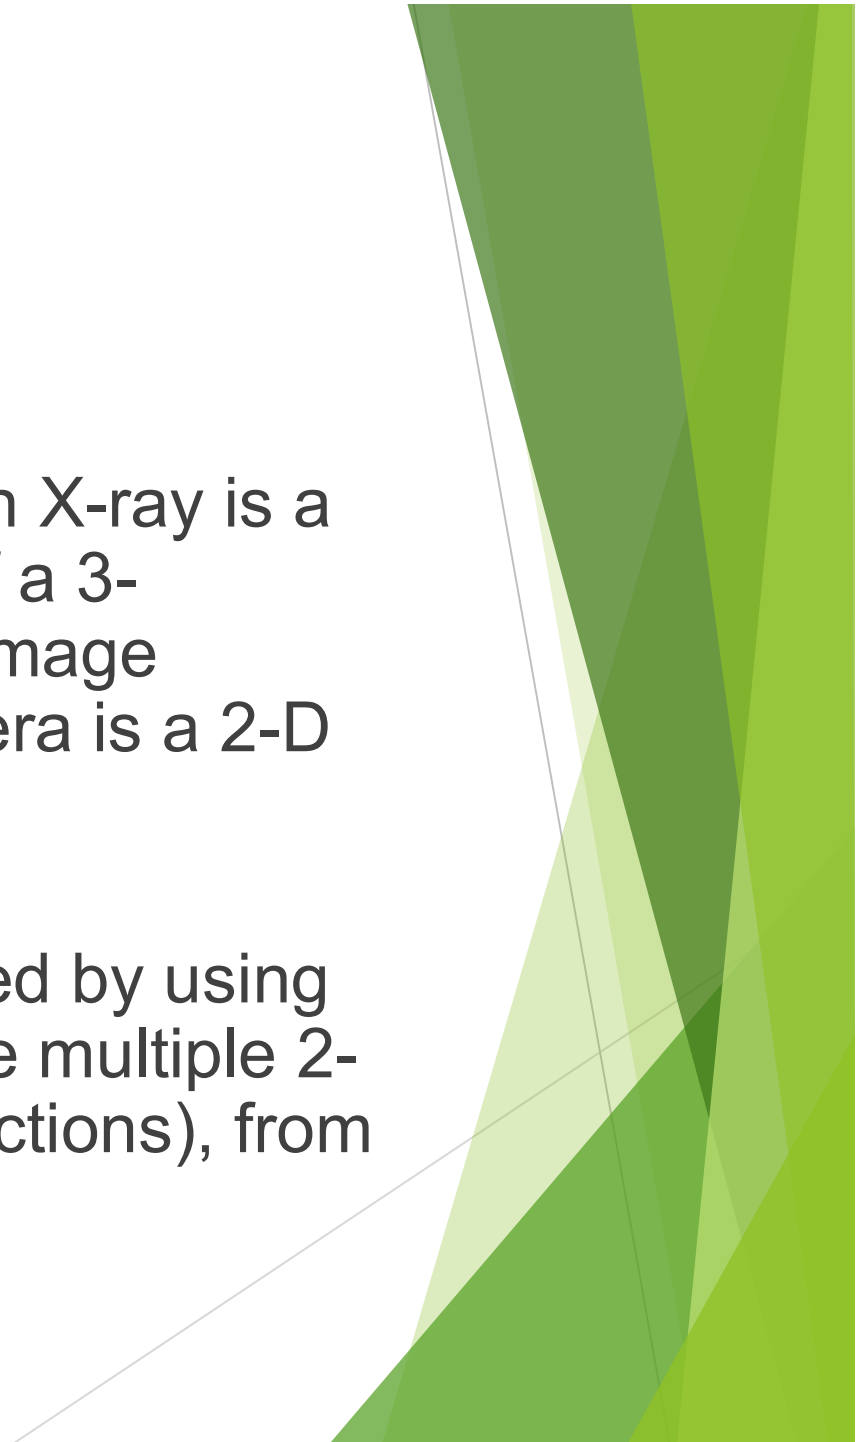 n X-ray is a
a 3-
mage
era is a 2-D
ed by using
e multiple 2-
ctions), from